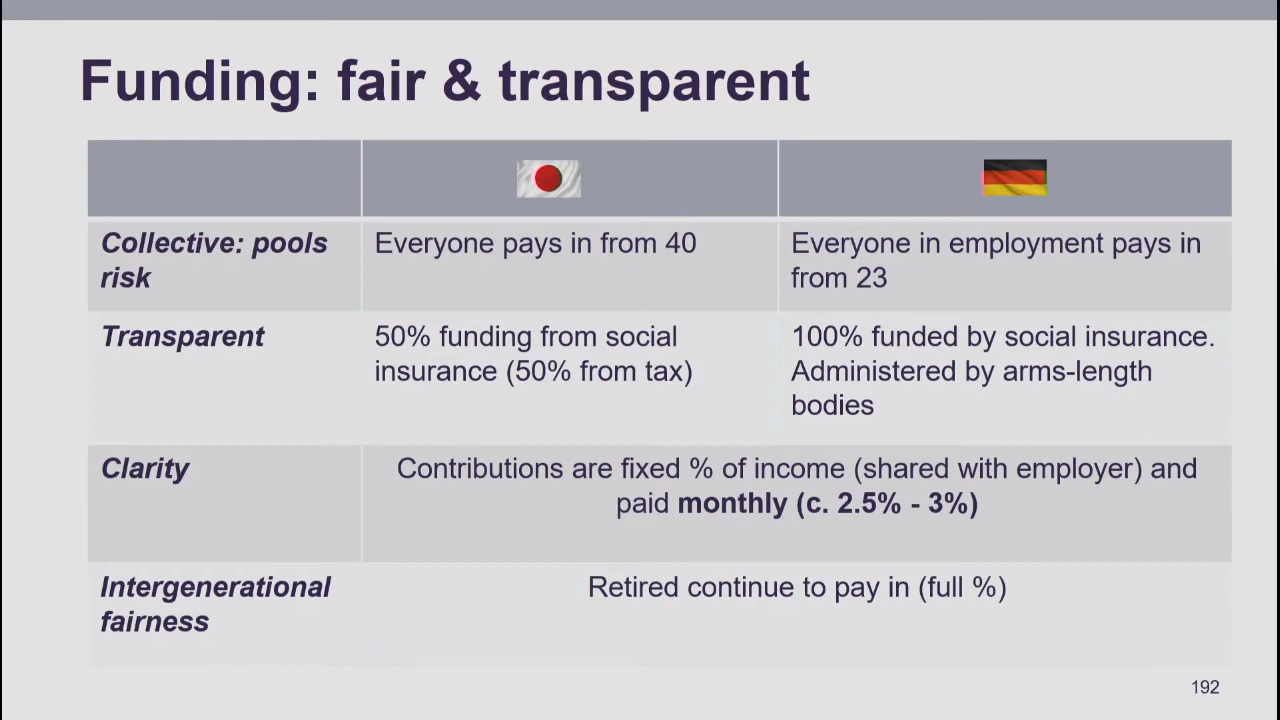 Funding: fair & transparent
Collective: pools
risk
Everyone pays in from 40
Everyone in employment pays in
from 23
Transparent
50% funding from social
insurance (50% from tax)
100% funded by social insurance.
Administered by arms-length
bodies
Clarity
Contributions are fixed % of income (shared with employer) and
paid monthly (c. 2.5% - 3%)
Intergenerational
fairness
Retired continue to pay in (full %)
192